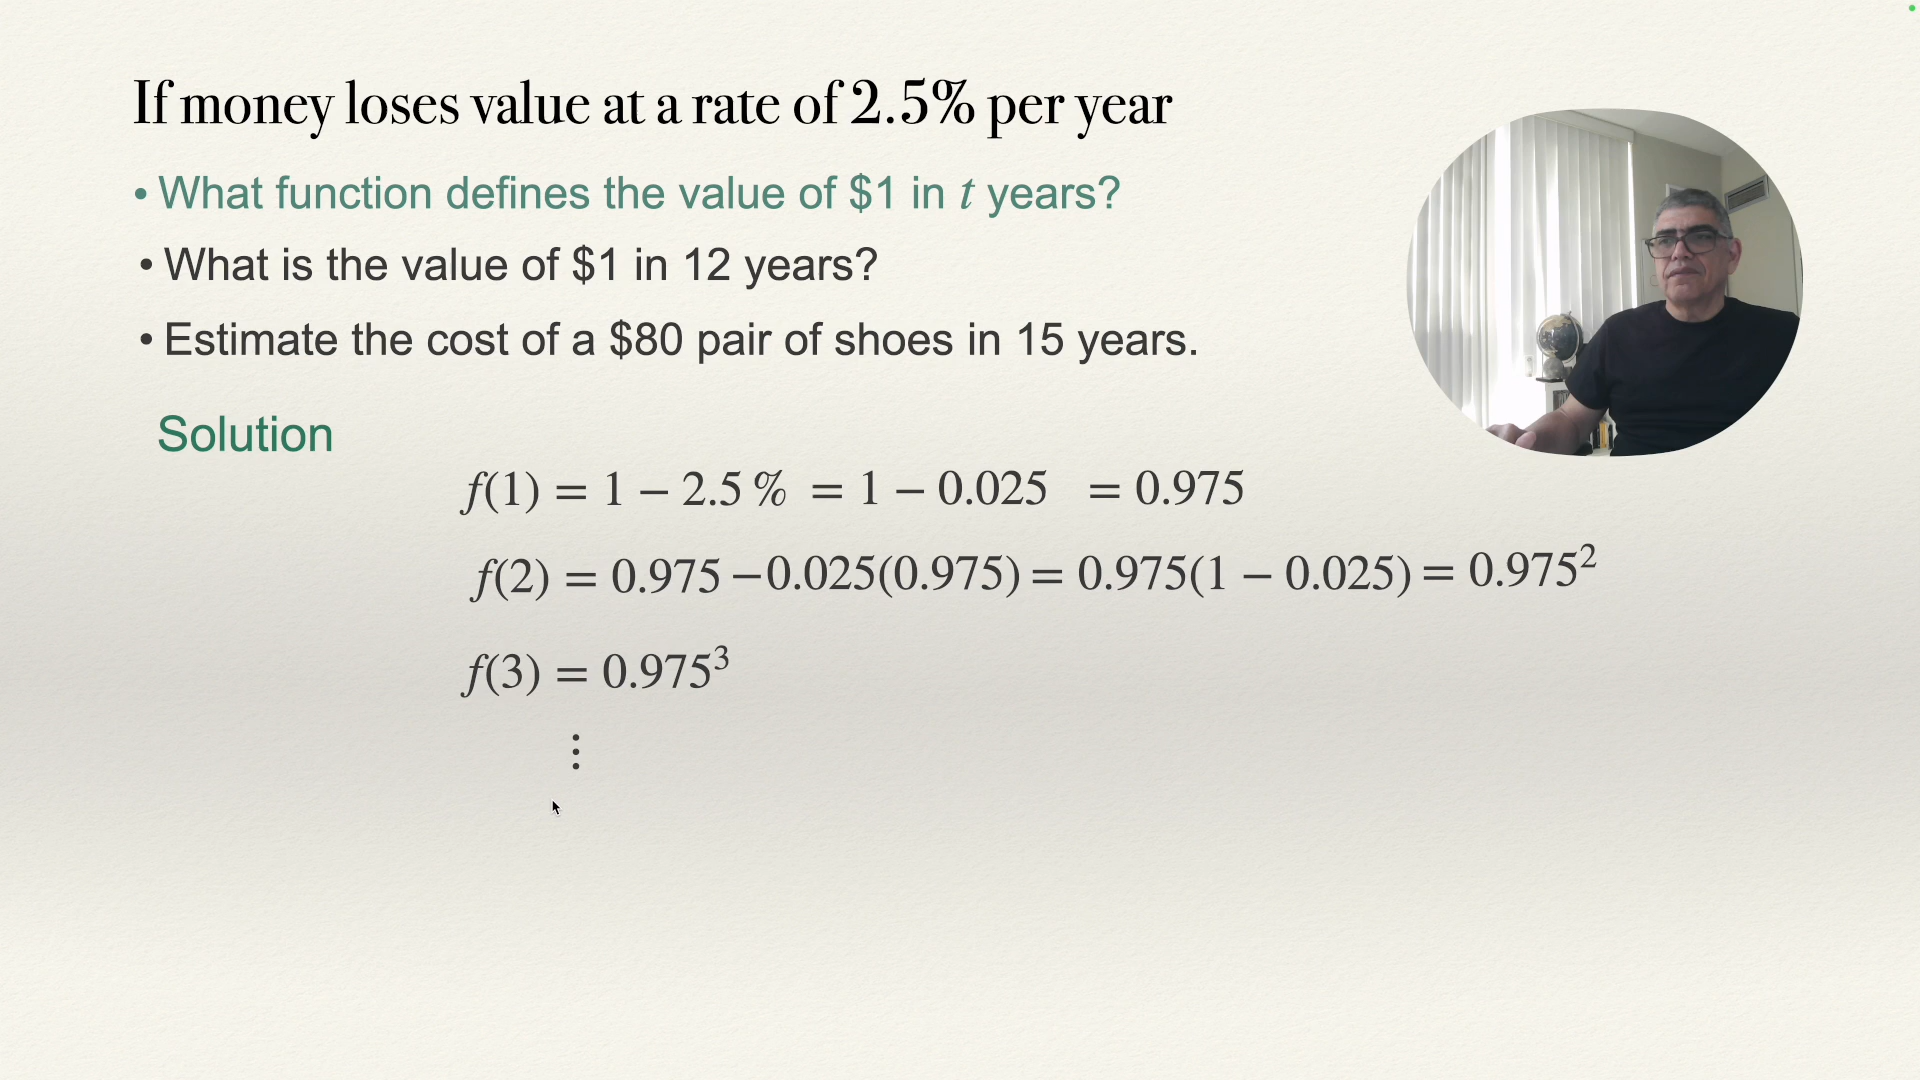 If money loses value at a rate of 2.5% per year
• What function defines the value of $1 in t years?
• What is the value of $1 in 12 years?
• Estimate the cost of a $80 pair of shoes in 15 years.
Solution
f(1) = 1 − 2.5 % = 1 − 0.025 = 0.975
f(2) = 0.975 −0.025(0.975) = 0.975(1 − 0.025) = 0.975²
f(3) = 0.975³
⋮